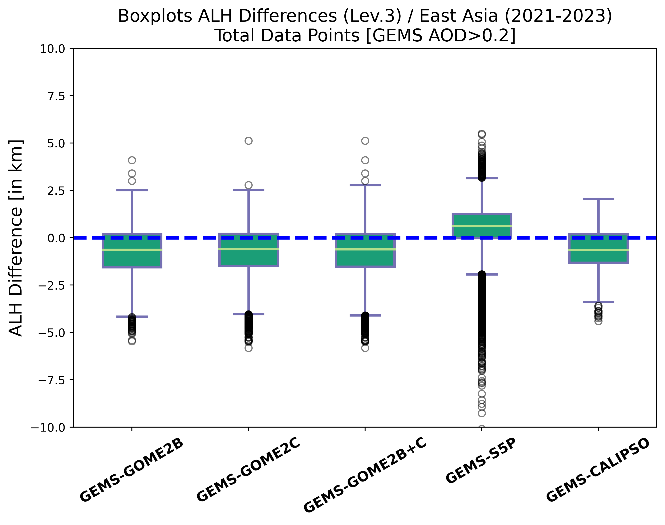 Boxplots ALH Differences (Lev.3) / East Asia (2021-2023)
Total Data Points [GEMS AOD>0.2]
ALH Difference [in km]
10.0
7.5
5.0
2.5
0.0
−2.5
−5.0
−7.5
−10.0
GEMS-GOME2B
GEMS-GOME2C
GEMS-GOME2B+C
GEMS-S5P
GEMS-CALIPSO